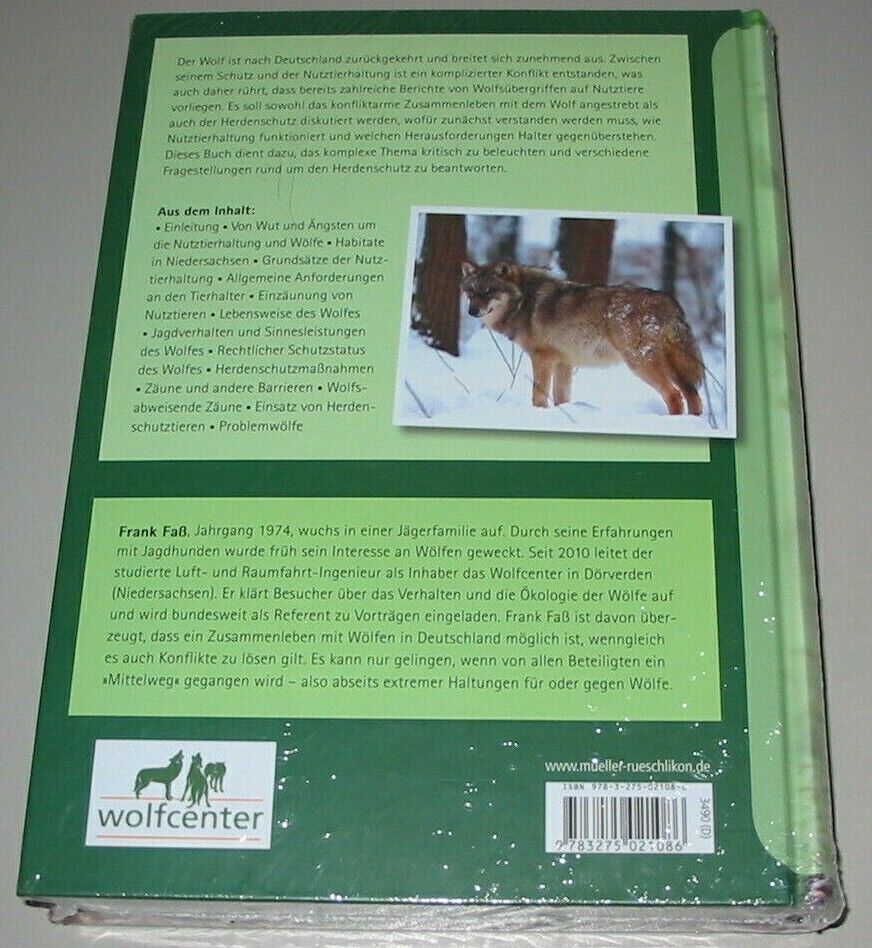 Der Wolf ist nach Deutschland zurückgekehrt und breitet sich zunehmend aus. Zwischen
seinem Schutz und der Nutztierhaltung ist ein komplizierter Konflikt entstanden, was
auch daher rührt, dass bereits zahlreiche Berichte von Wolfsübergriffen auf Nutztiere
vorliegen. Es soll sowohl das konfliktarme Zusammenleben mit dem Wolf angestrebt als
auch der Herdenschutz diskutiert werden, wofür zunächst verstanden werden muss, wie
Nutztierhaltung funktioniert und welchen Herausforderungen Halter gegenüberstehen.
Dieses Buch dient dazu, das komplexe Thema kritisch zu beleuchten und verschiedene
Fragestellungen rund um den Herdenschutz zu beantworten.
Aus dem Inhalt:
• Einleitung • Von Wut und Ängsten um
die Nutztierhaltung und Wölfe • Habitate
in Niedersachsen • Grundsätze der Nutz-
tierhaltung • Allgemeine Anforderungen
an den Tierhalter • Einzäunung von
Nutztieren • Lebensweise des Wolfes
• Jagdverhalten und Sinnesleistungen
des Wolfes • Rechtlicher Schutzstatus
des Wolfes • Herdenschutzmaßnahmen
• Zäune und andere Barrieren • Wolfs-
abweisende Zäune • Einsatz von Herden-
schutztieren • Problemwölfe
Frank Faß, Jahrgang 1974, wuchs in einer Jägerfamilie auf. Durch seine Erfahrungen
mit Jagdhunden wurde früh sein Interesse an Wölfen geweckt. Seit 2010 leitet der
studierte Luft- und Raumfahrt-Ingenieur als Inhaber das Wolfcenter in Dörverden
(Niedersachsen). Er klärt Besucher über das Verhalten und die Ökologie der Wölfe auf
und wird bundesweit als Referent zu Vorträgen eingeladen. Frank Faß ist davon über-
zeugt, dass ein Zusammenleben mit Wölfen in Deutschland möglich ist, wenngleich
es auch Konflikte zu lösen gilt. Es kann nur gelingen, wenn von allen Beteiligten ein
»Mittelweg« gegangen wird – also abseits extremer Haltungen für oder gegen Wölfe.
wolfcenter
www.mueller-rueschlikon.de
ISBN 978-3-275-02108-6
9 783275 021086
3490 (D)